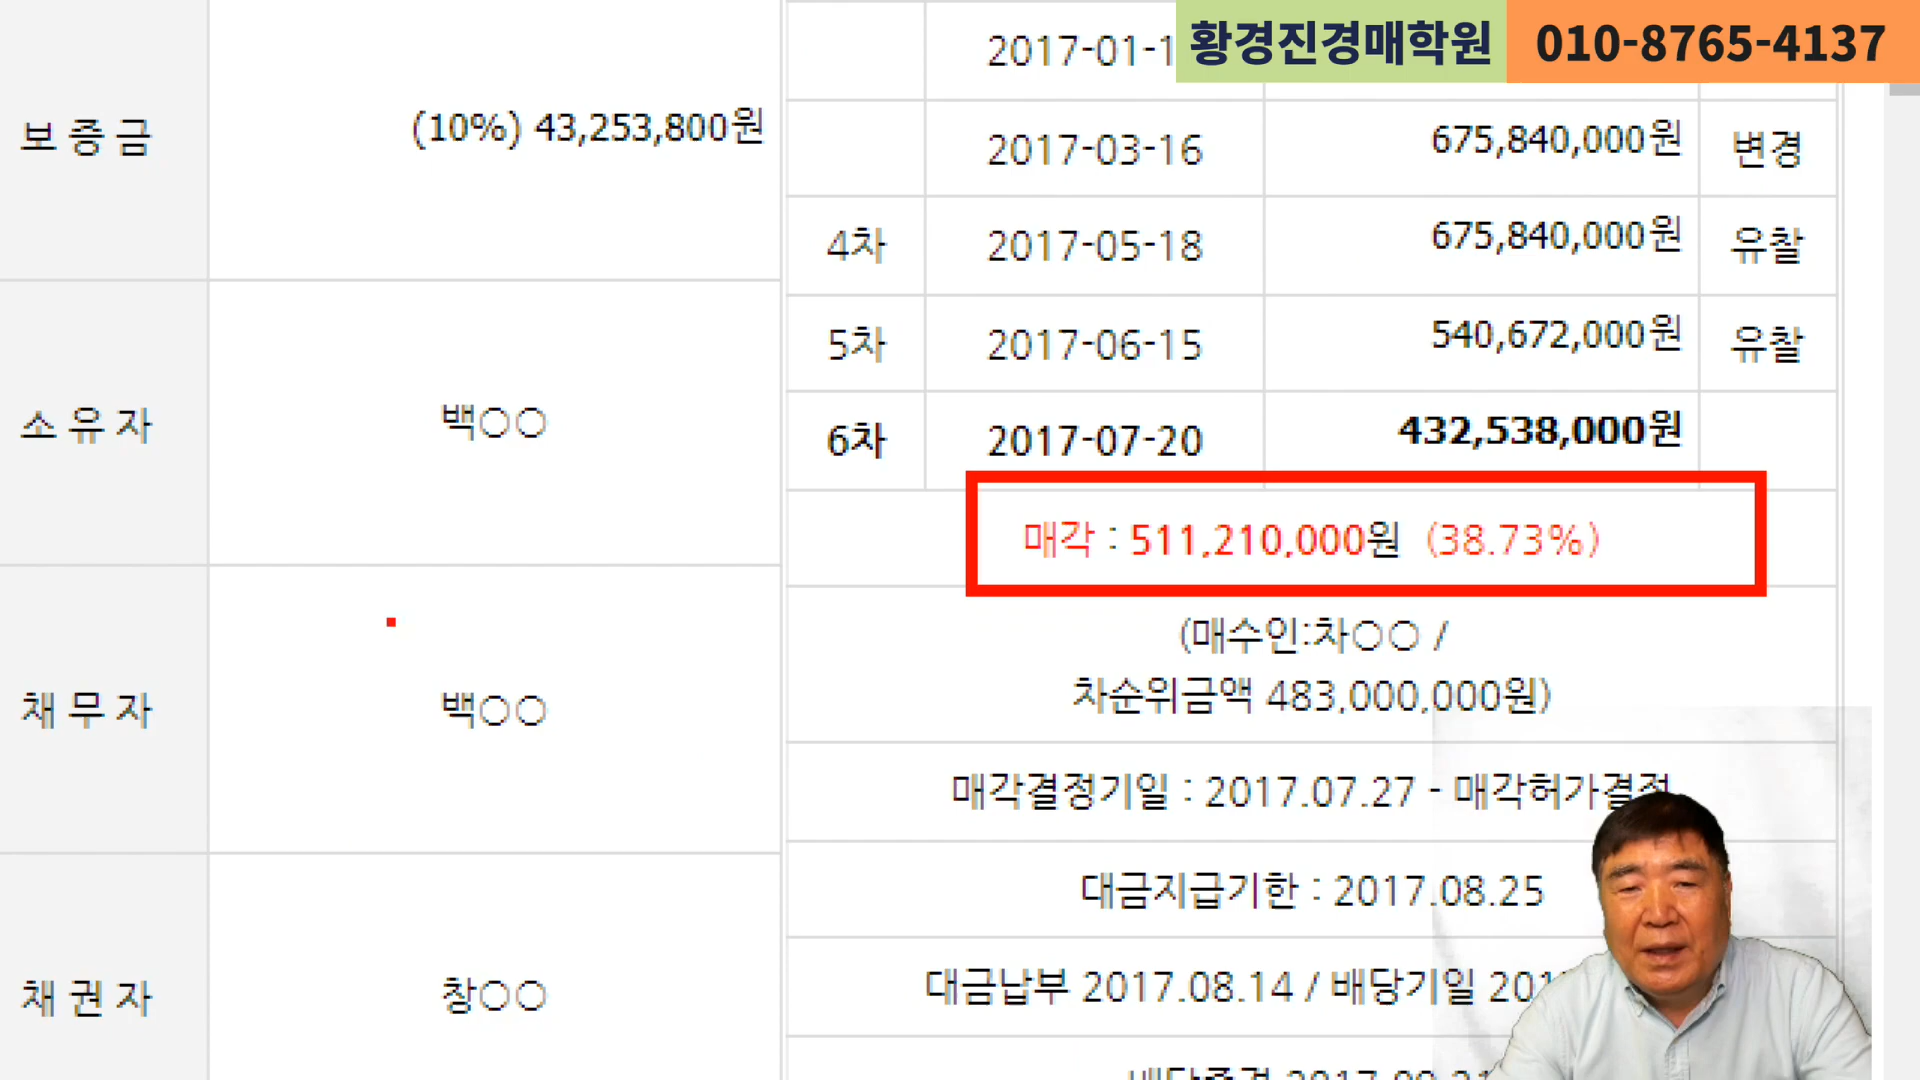 황경진경매학원 010-8765-4137
2017-01-1
보증금 (10%) 43,253,800원
2017-03-16 675,840,000원 변경
4차 2017-05-18 675,840,000원 유찰
5차 2017-06-15 540,672,000원 유찰
소유자 백○○
6차 2017-07-20 432,538,000원
매각 : 511,210,000원 (38.73%)
(매수인:차○○ /
차순위금액 483,000,000원)
채무자 백○○
매각결정기일 : 2017.07.27 - 매각허가결정
대금지급기한 : 2017.08.25
채권자 창○○
대금납부 2017.08.14 / 배당기일 201